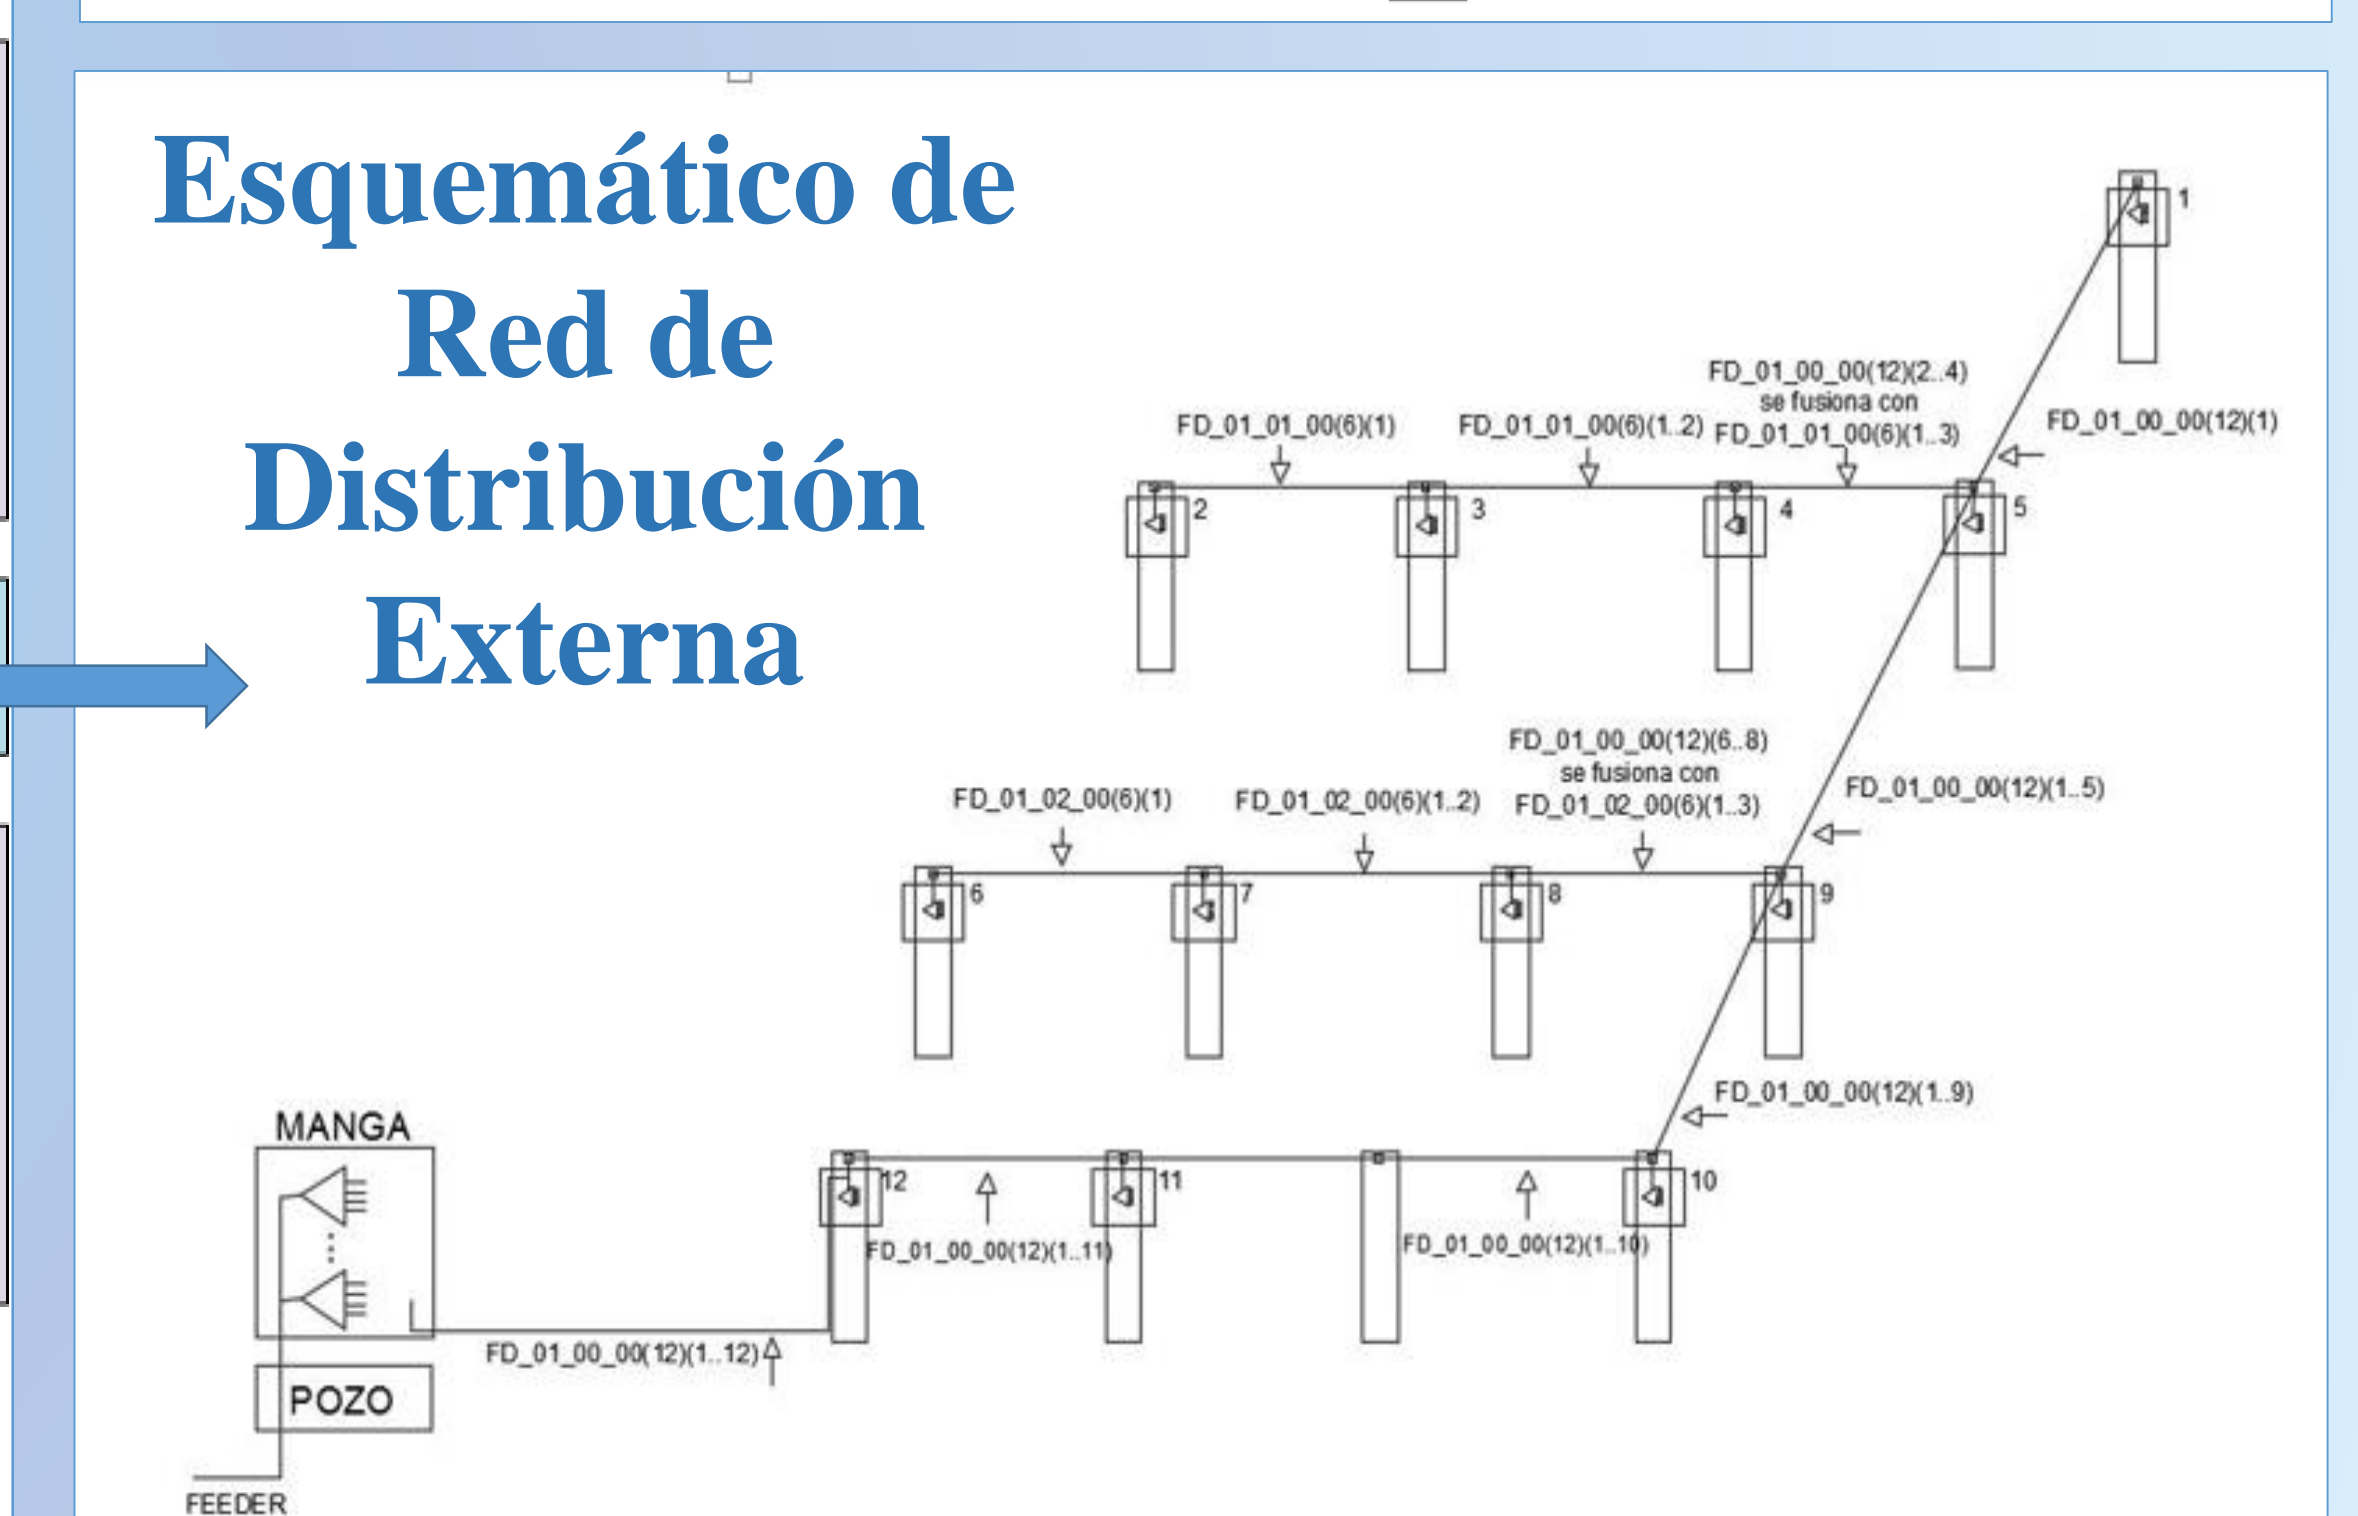 Esquemático de
Red de
Distribución
Externa
1
FD_01_00_00(12)(2..4)
se fusiona con
FD_01_01_00(6)(1..3)
FD_01_01_00(6)(1)
FD_01_01_00(6)(1..2)
FD_01_00_00(12)(1)
2
3
4
5
FD_01_00_00(12)(6..8)
se fusiona con
FD_01_02_00(6)(1..3)
FD_01_02_00(6)(1)
FD_01_02_00(6)(1..2)
FD_01_00_00(12)(1..5)
6
7
8
9
FD_01_00_00(12)(1..9)
MANGA
12
11
10
FD_01_00_00(12)(1..11)
FD_01_00_00(12)(1..10)
FD_01_00_00(12)(1..12)
POZO
FEEDER